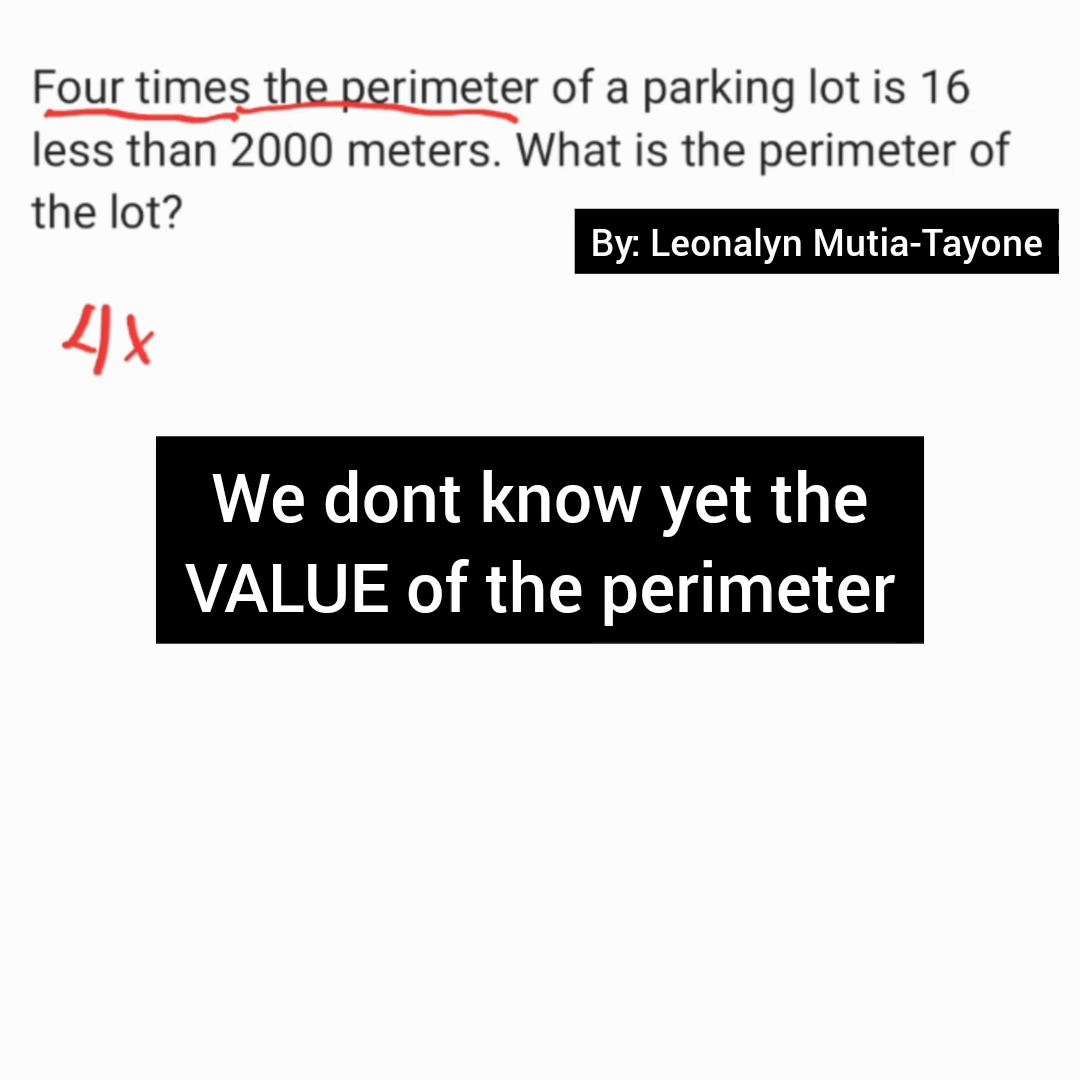 Four times the perimeter of a parking lot is 16
less than 2000 meters. What is the perimeter of
the lot?
By: Leonalyn Mutia-Tayone
4x
We dont know yet the
VALUE of the perimeter